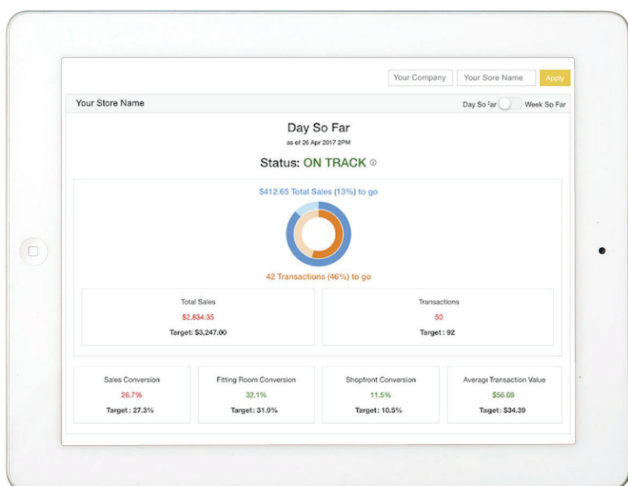 Your Company
Your Sore Name
Apply
Your Store Name
Day So Far
Week So Far
Day So Far
as of 26 Apr 2017 2PM
Status: ON TRACK
$412.65 Total Sales (13%) to go
42 Transactions (46%) to go
Total Sales
$2,834.35
Target: $3,247.00
Transactions
50
Target : 92
Sales Conversion
26.7%
Target : 27.3%
Fitting Room Conversion
32.1%
Target : 31.9%
Shopfront Conversion
11.5%
Target : 10.5%
Average Transaction Value
$56.69
Taget: $34.39